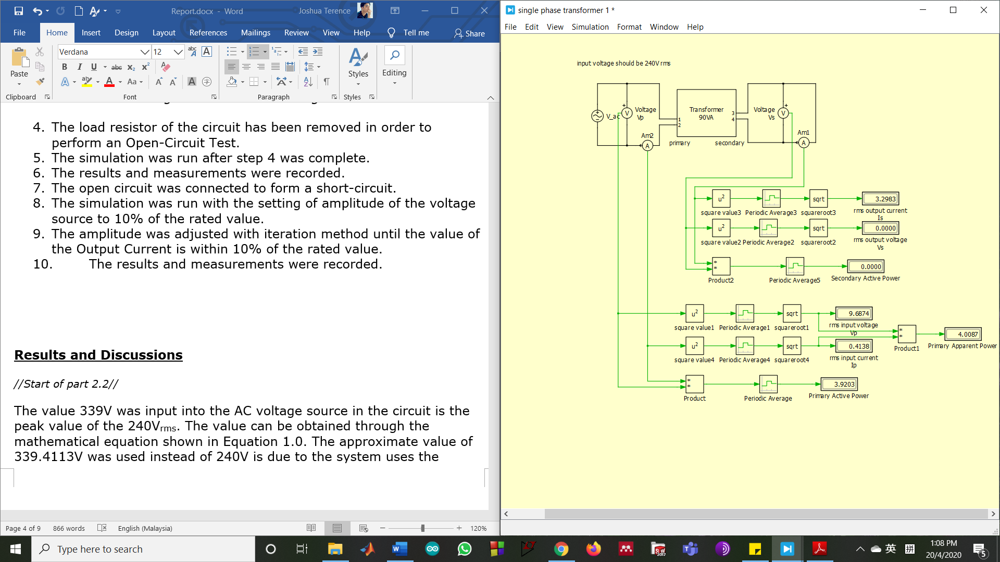 Report.docx - Word
Joshua Terence
File Home Insert Design Layout References Mailings Review View Help Tell me Share
Verdana 12
Paste
Styles
Editing
Clipboard Font Paragraph Styles
4. The load resistor of the circuit has been removed in order to
perform an Open-Circuit Test.
5. The simulation was run after step 4 was complete.
6. The results and measurements were recorded.
7. The open circuit was connected to form a short-circuit.
8. The simulation was run with the setting of amplitude of the voltage
source to 10% of the rated value.
9. The amplitude was adjusted with iteration method until the value of
the Output Current is within 10% of the rated value.
10. The results and measurements were recorded.
Results and Discussions
//Start of part 2.2//
The value 339V was input into the AC voltage source in the circuit is the
peak value of the 240Vrms. The value can be obtained through the
mathematical equation shown in Equation 1.0. The approximate value of
339.4113V was used instead of 240V is due to the system uses the
Page 4 of 9 866 words English (Malaysia) 120%
single phase transformer 1 *
File Edit View Simulation Format Window Help
input voltage should be 240V rms
V_ac
V
Voltage
Vp
Am2
A
Transformer
90VA
1
2
3
4
primary
secondary
Voltage
Vs
V
Am1
A
u²
sqrt
3.2983
square value3 Periodic Average3 squareroot3
rms output current
Is
u²
sqrt
0.0000
square value2 Periodic Average2 squareroot2
rms output voltage
Vs
*
*
0.0000
Product2 Periodic Average5 Secondary Active Power
u²
sqrt
9.6874
square value1 Periodic Average1 squareroot1
rms input voltage
Vp
*
*
4.0087
Product1
Primary Apparent Power
u²
sqrt
0.4138
square value4 Periodic Average4 squareroot4
rms input current
Ip
*
*
3.9203
Product Periodic Average Primary Active Power
Type here to search
英
拼
1:08 PM
20/4/2020
5